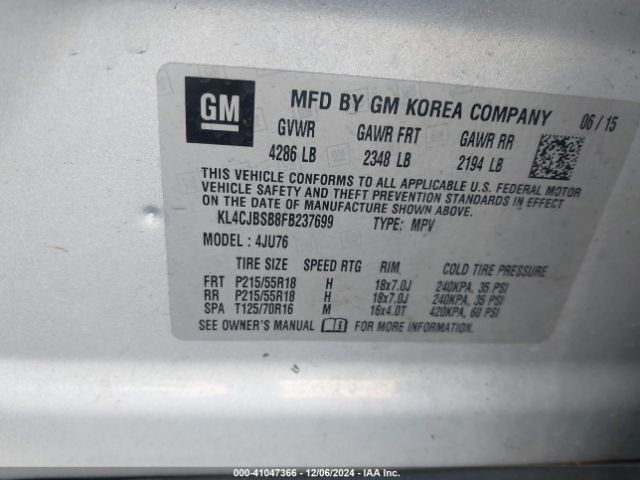 GM
MFD BY GM KOREA COMPANY 06/15
GVWR GAWR FRT GAWR RR
4286 LB 2348 LB 2194 LB
THIS VEHICLE CONFORMS TO ALL APPLICABLE U.S. FEDERAL MOTOR
VEHICLE SAFETY AND THEFT PREVENTION STANDARDS IN EFFECT
ON THE DATE OF MANUFACTURE SHOWN ABOVE.
KL4CJBSB8FB237699 TYPE: MPV
MODEL: 4JU76
TIRE SIZE SPEED RTG RIM COLD TIRE PRESSURE
FRT P215/55R18 H 18x7.0J 240KPA, 35 PSI
RR P215/55R18 H 18x7.0J 240KPA, 35 PSI
SPA T125/70R16 M 16x4.0T 420KPA, 60 PSI
SEE OWNER'S MANUAL FOR MORE INFORMATION.
000-41047366 • 12/06/2024 • IAA Inc.